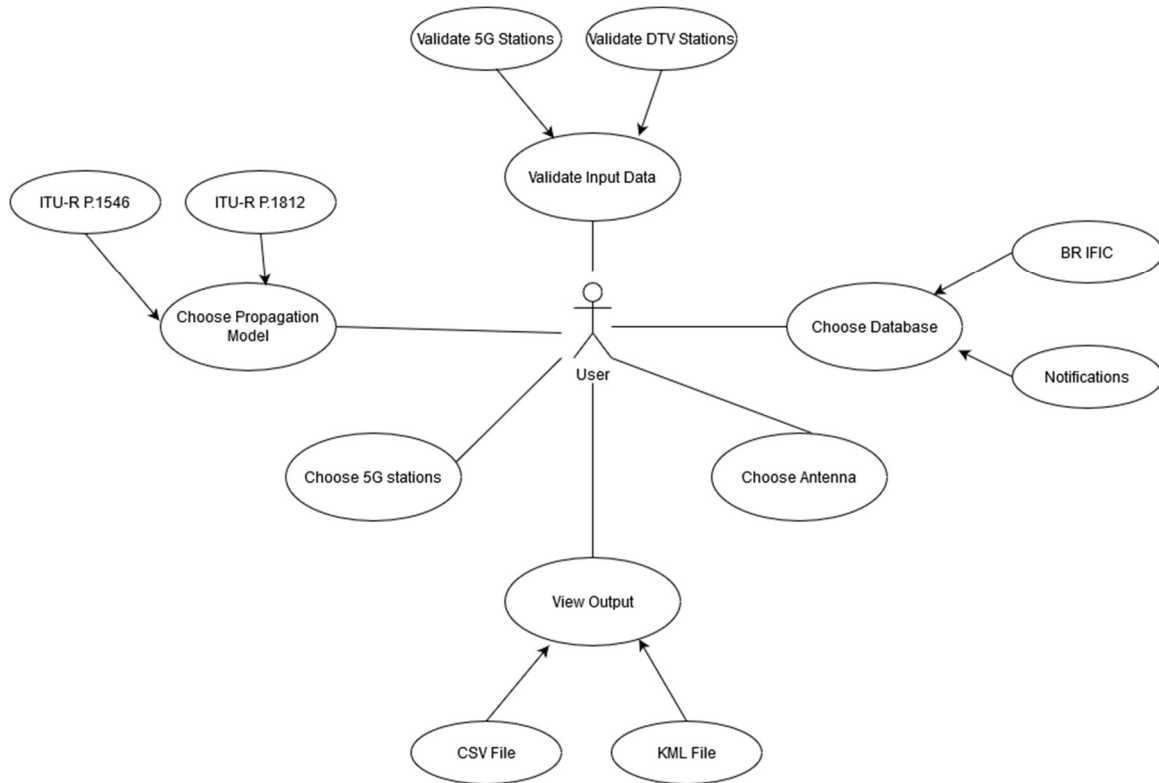 Validate 5G Stations
Validate DTV Stations
Validate Input Data
ITU-R P.1546
ITU-R P.1812
BR IFIC
Choose Propagation
Model
Choose Database
User
Notifications
Choose 5G stations
Choose Antenna
View Output
CSV File
KML File